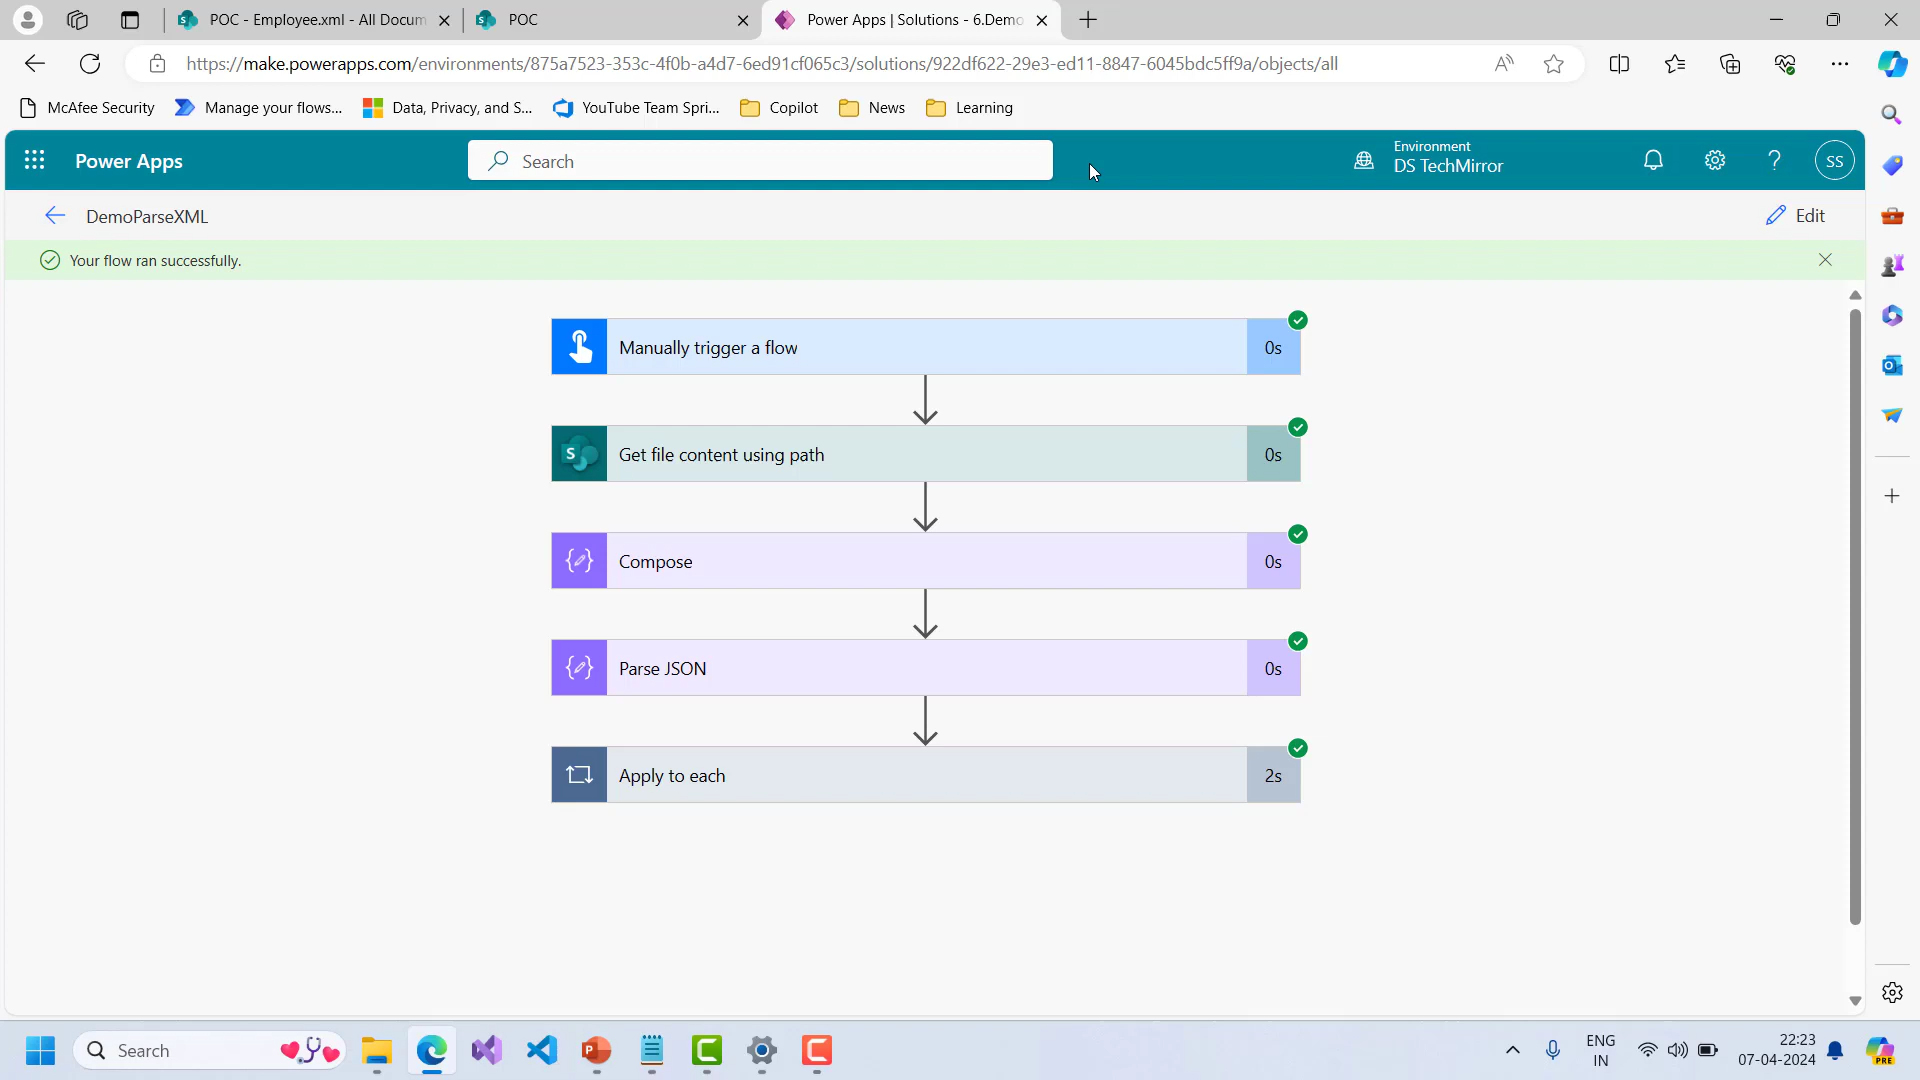 POC - Employee.xml - All Docum
POC
Power Apps | Solutions - 6.Demo
https://make.powerapps.com/environments/875a7523-353c-4f0b-a4d7-6ed91cf065c3/solutions/922df622-29e3-ed11-8847-6045bdc5ff9a/objects/all
McAfee Security
Manage your flows...
Data, Privacy, and S...
YouTube Team Spri...
Copilot
News
Learning
Power Apps
Search
Environment
DS TechMirror
SS
DemoParseXML
Edit
Your flow ran successfully.
Manually trigger a flow
0s
S
Get file content using path
0s
Compose
0s
Parse JSON
0s
Apply to each
2s
Search
ENG
IN
22:23
07-04-2024
PRE